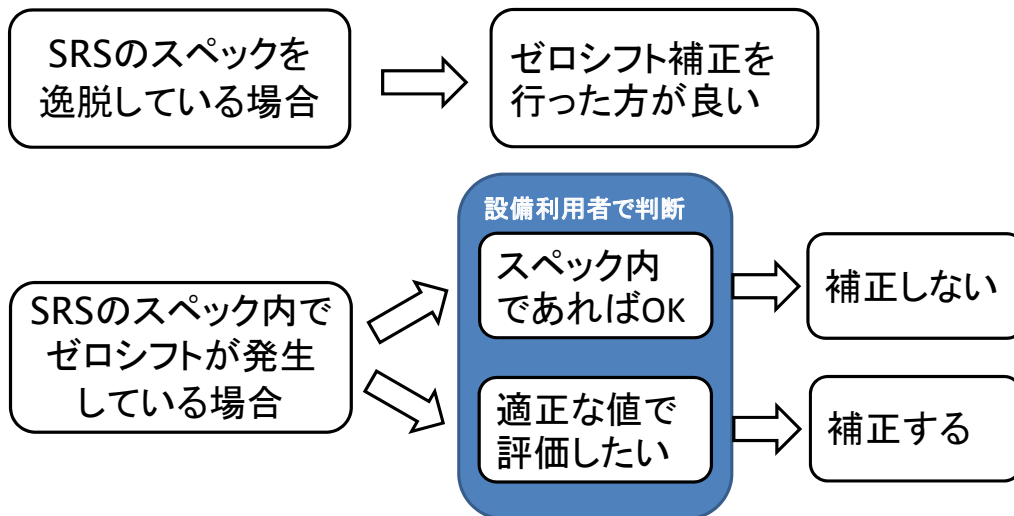 SRSのスペックを
逸脱している場合
ゼロシフト補正を
行った方が良い
設備利用者で判断
スペック内
であればOK
補正しない
SRSのスペック内で
ゼロシフトが発生
している場合
適正な値で
評価したい
補正する